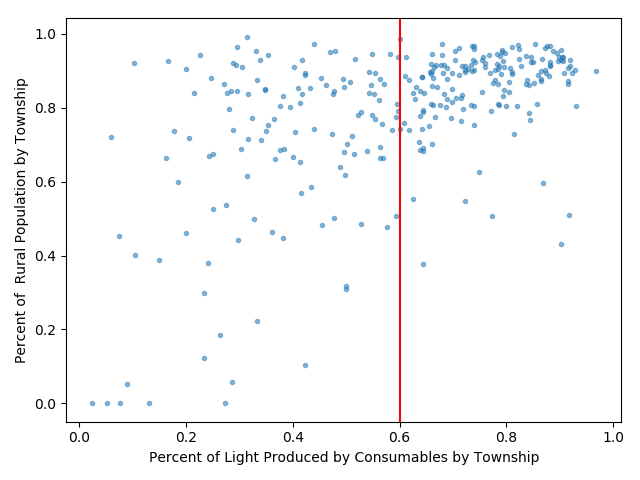 1.0
0.8
0.6
0.4
0.2
0.0
Percent of  Rural Population by Township
0.0 0.2 0.4 0.6 0.8 1.0
Percent of Light Produced by Consumables by Township